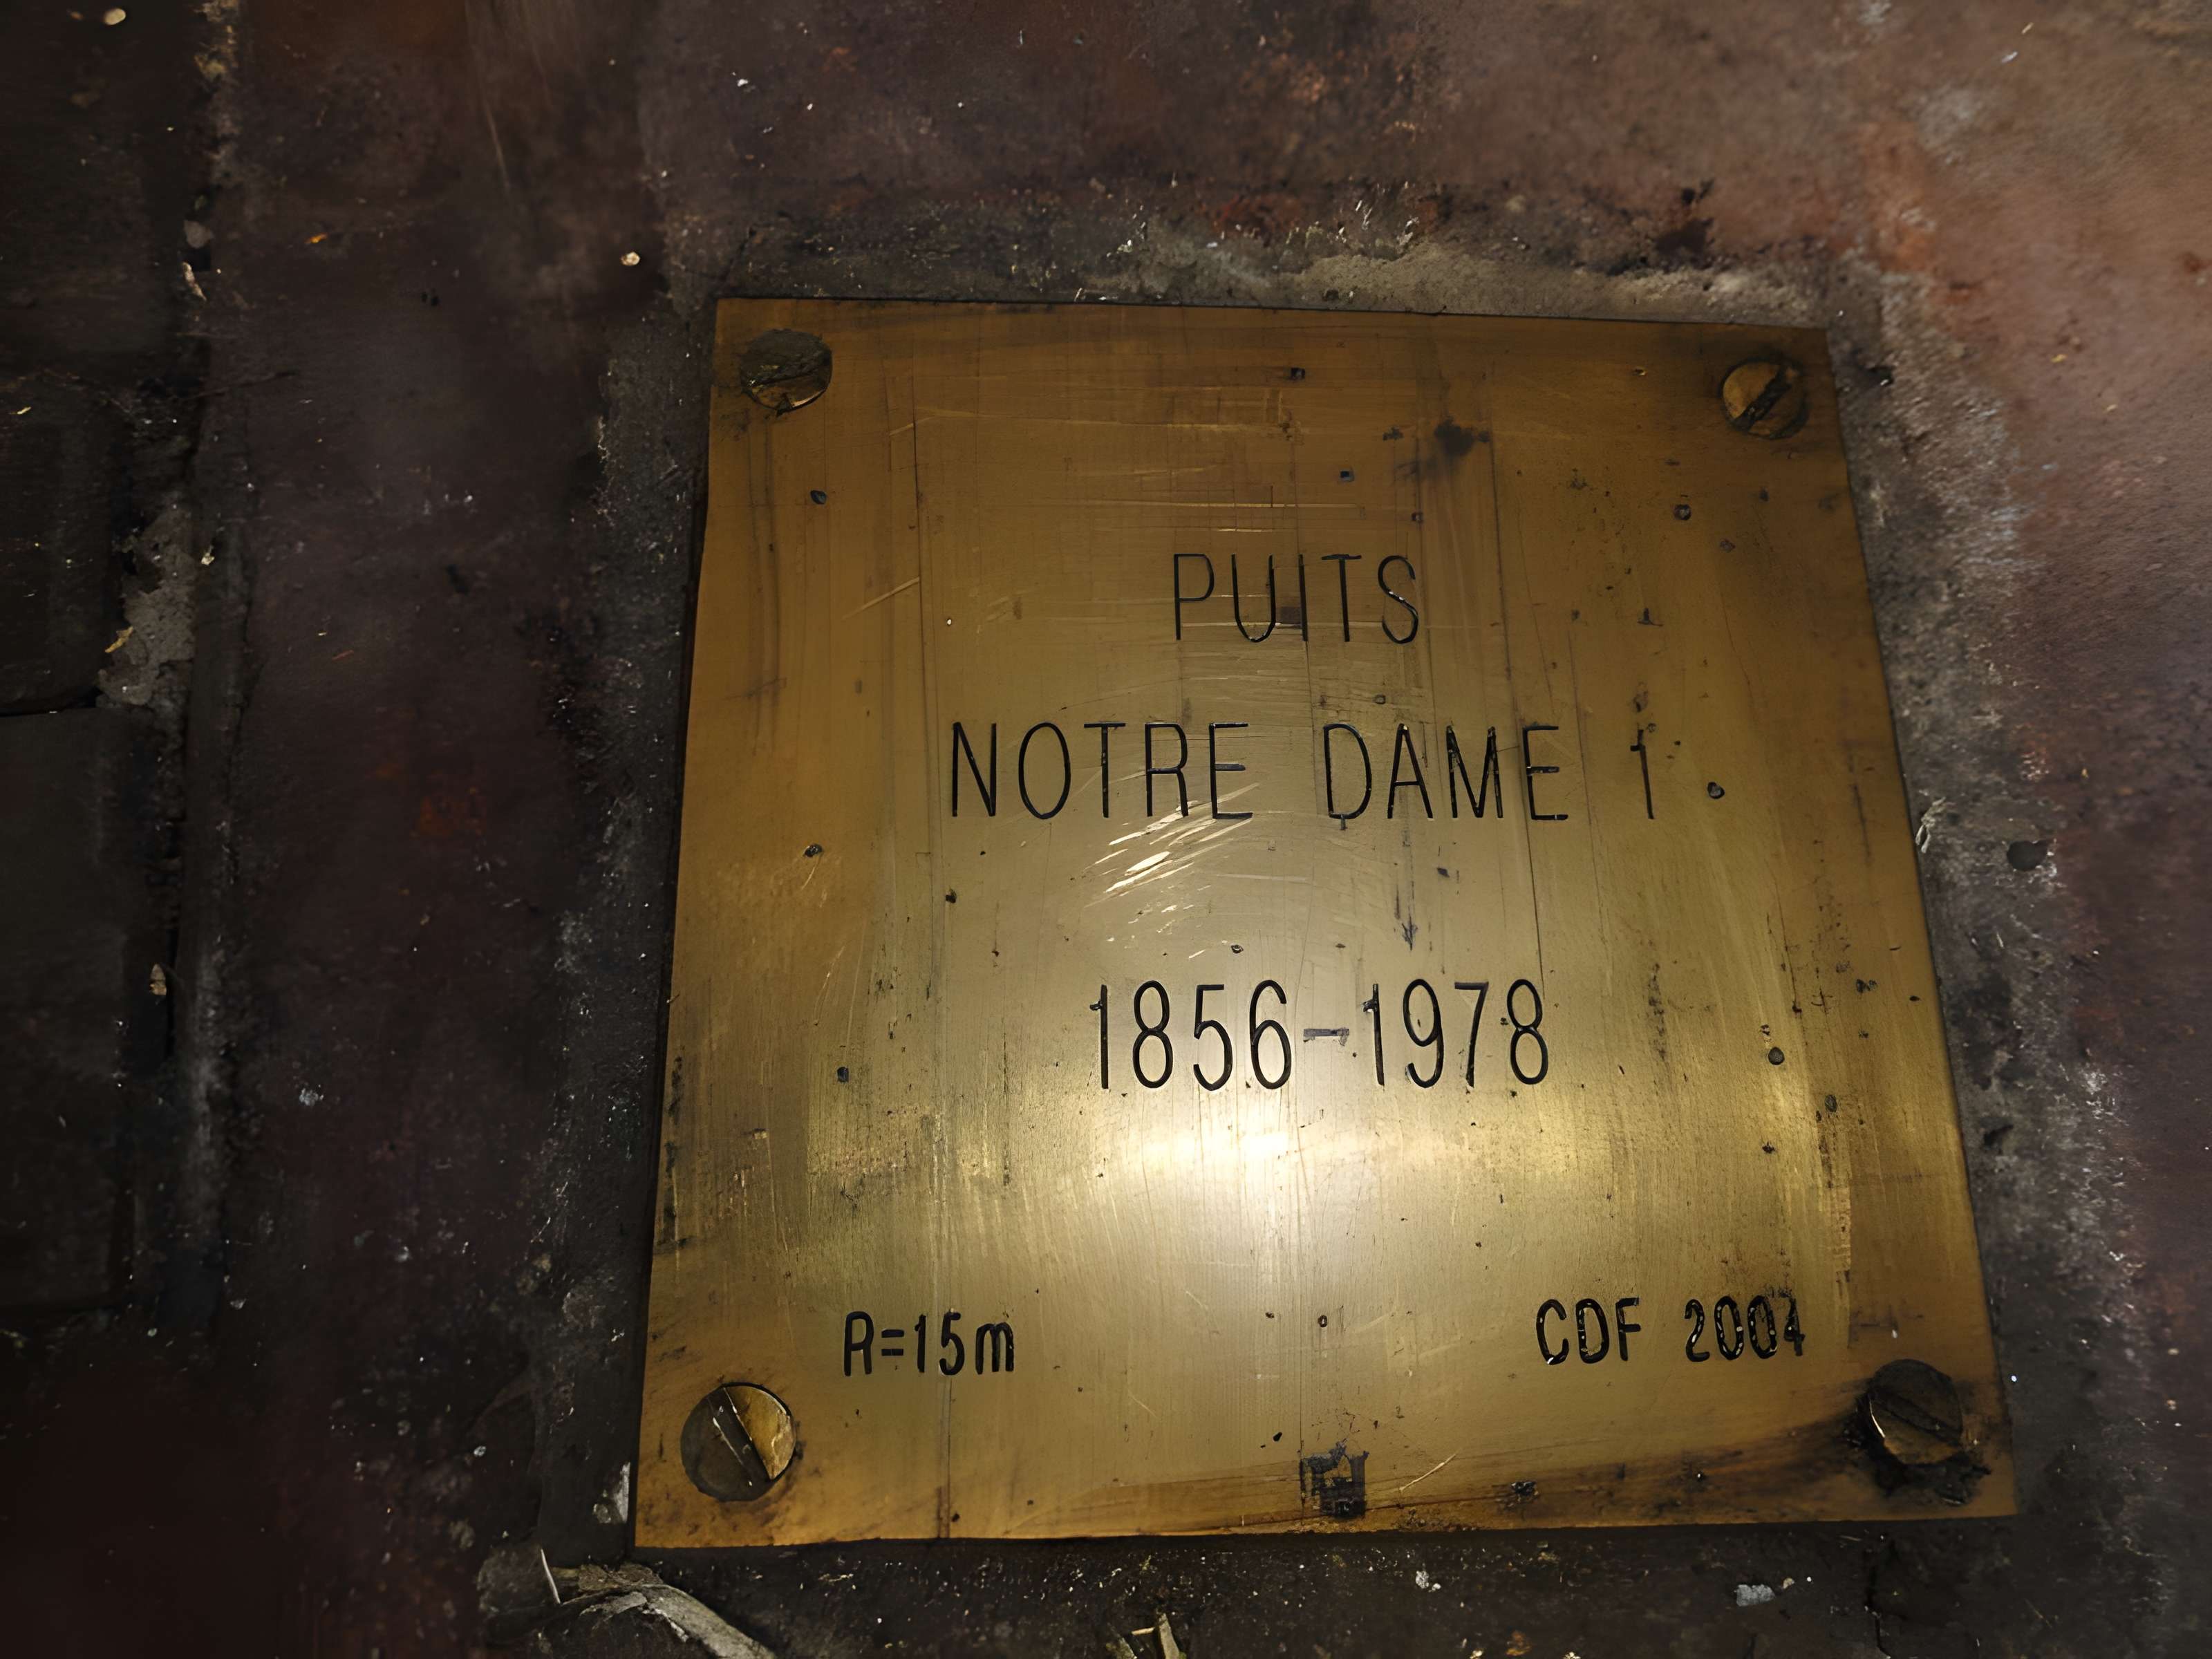 PUITS
NOTRE DAME 1
1856-1978
R=15m CDF 2004